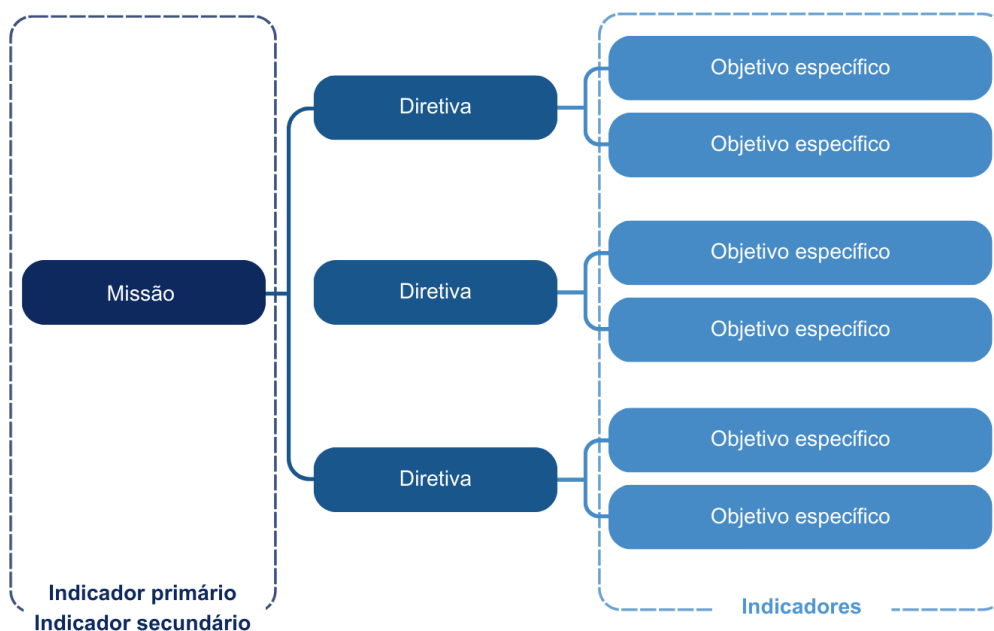 Missão
Diretiva
Objetivo específico
Objetivo específico
Diretiva
Objetivo específico
Objetivo específico
Diretiva
Objetivo específico
Objetivo específico
Indicador primário
Indicador secundário
Indicadores